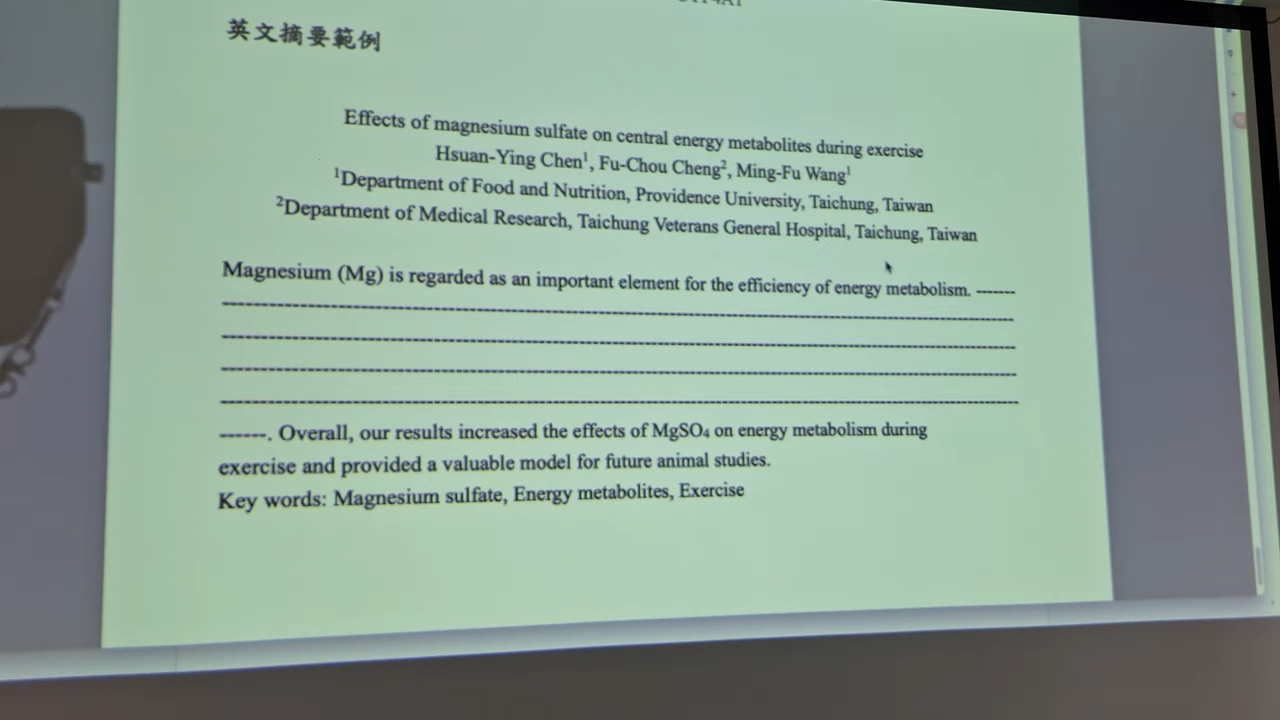 英文摘要範例
Effects of magnesium sulfate on central energy metabolites during exercise
Hsuan-Ying Chen¹, Fu-Chou Cheng², Ming-Fu Wang¹
¹Department of Food and Nutrition, Providence University, Taichung, Taiwan
²Department of Medical Research, Taichung Veterans General Hospital, Taichung, Taiwan
Magnesium (Mg) is regarded as an important element for the efficiency of energy metabolism. -------
------. Overall, our results increased the effects of MgSO₄ on energy metabolism during
exercise and provided a valuable model for future animal studies.
Key words: Magnesium sulfate, Energy metabolites, Exercise